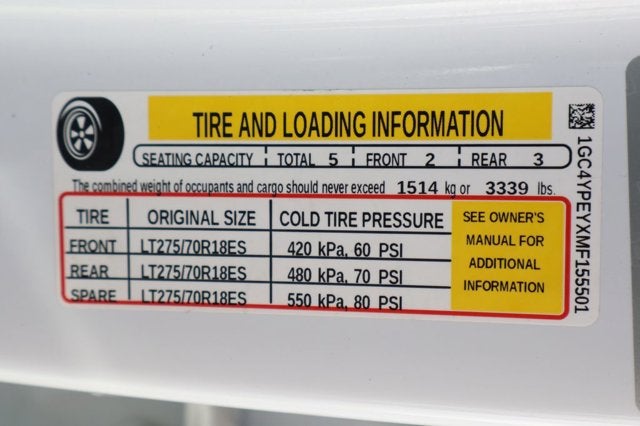 TIRE AND LOADING INFORMATION
SEATING CAPACITY TOTAL 5 FRONT 2 REAR 3
The combined weight of occupants and cargo should never exceed 1514 kg or 3339 lbs.
TIRE ORIGINAL SIZE COLD TIRE PRESSURE
FRONT LT275/70R18ES 420 kPa, 60 PSI
REAR LT275/70R18ES 480 kPa, 70 PSI
SPARE LT275/70R18ES 550 kPa, 80 PSI
SEE OWNER'S
MANUAL FOR
ADDITIONAL
INFORMATION
1GC4YPEYXMF155501